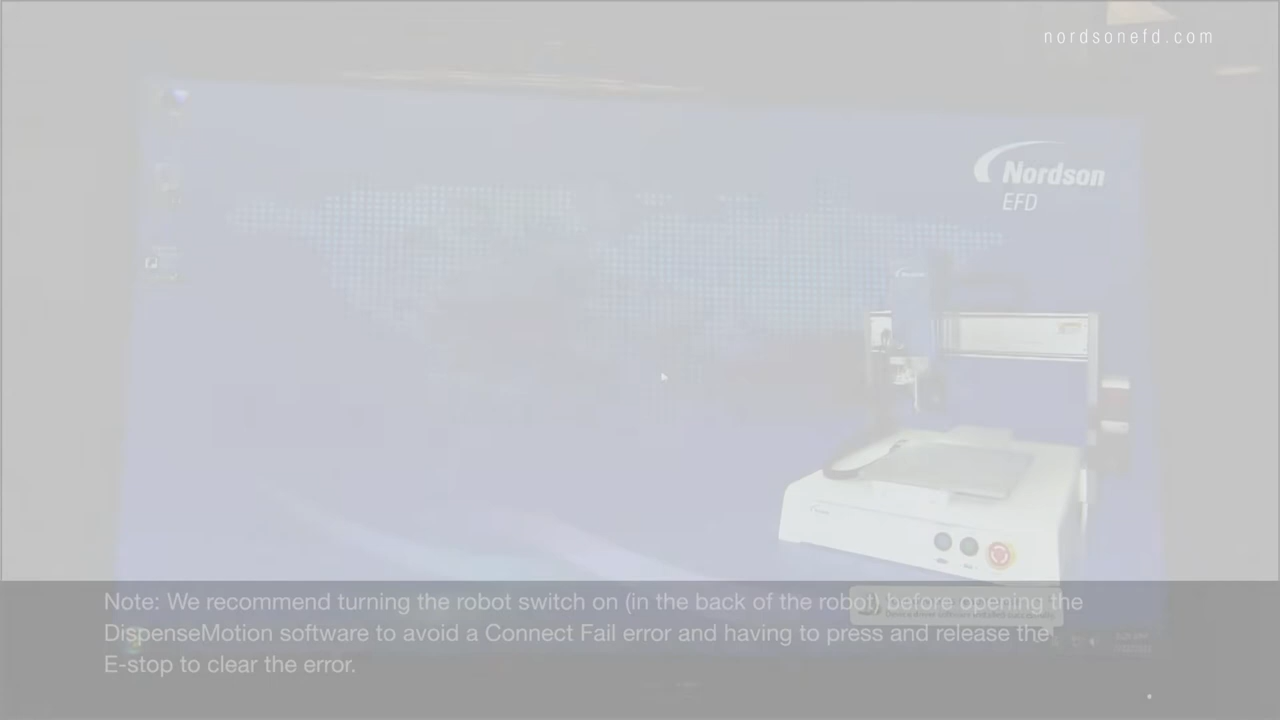 nordsonefd.com
Nordson
EFD
Note: We recommend turning the robot switch on (in the back of the robot) before opening the
DispenseMotion software to avoid a Connect Fail error and having to press and release the
E-stop to clear the error.